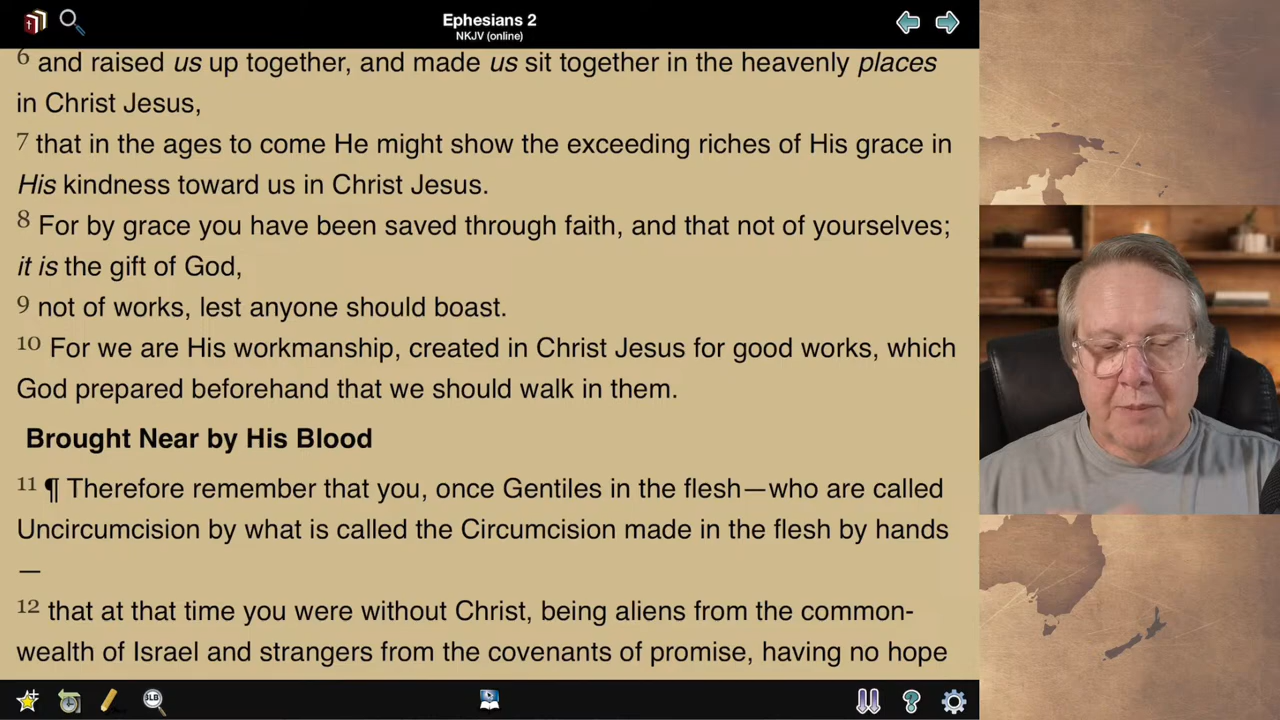 Ephesians 2
NKJV (online)
6 and raised us up together, and made us sit together in the heavenly places
in Christ Jesus,
7 that in the ages to come He might show the exceeding riches of His grace in
His kindness toward us in Christ Jesus.
8 For by grace you have been saved through faith, and that not of yourselves;
it is the gift of God,
9 not of works, lest anyone should boast.
10 For we are His workmanship, created in Christ Jesus for good works, which
God prepared beforehand that we should walk in them.
Brought Near by His Blood
11 ¶ Therefore remember that you, once Gentiles in the flesh—who are called
Uncircumcision by what is called the Circumcision made in the flesh by hands
—
12 that at that time you were without Christ, being aliens from the common-
wealth of Israel and strangers from the covenants of promise, having no hope
3LB
?